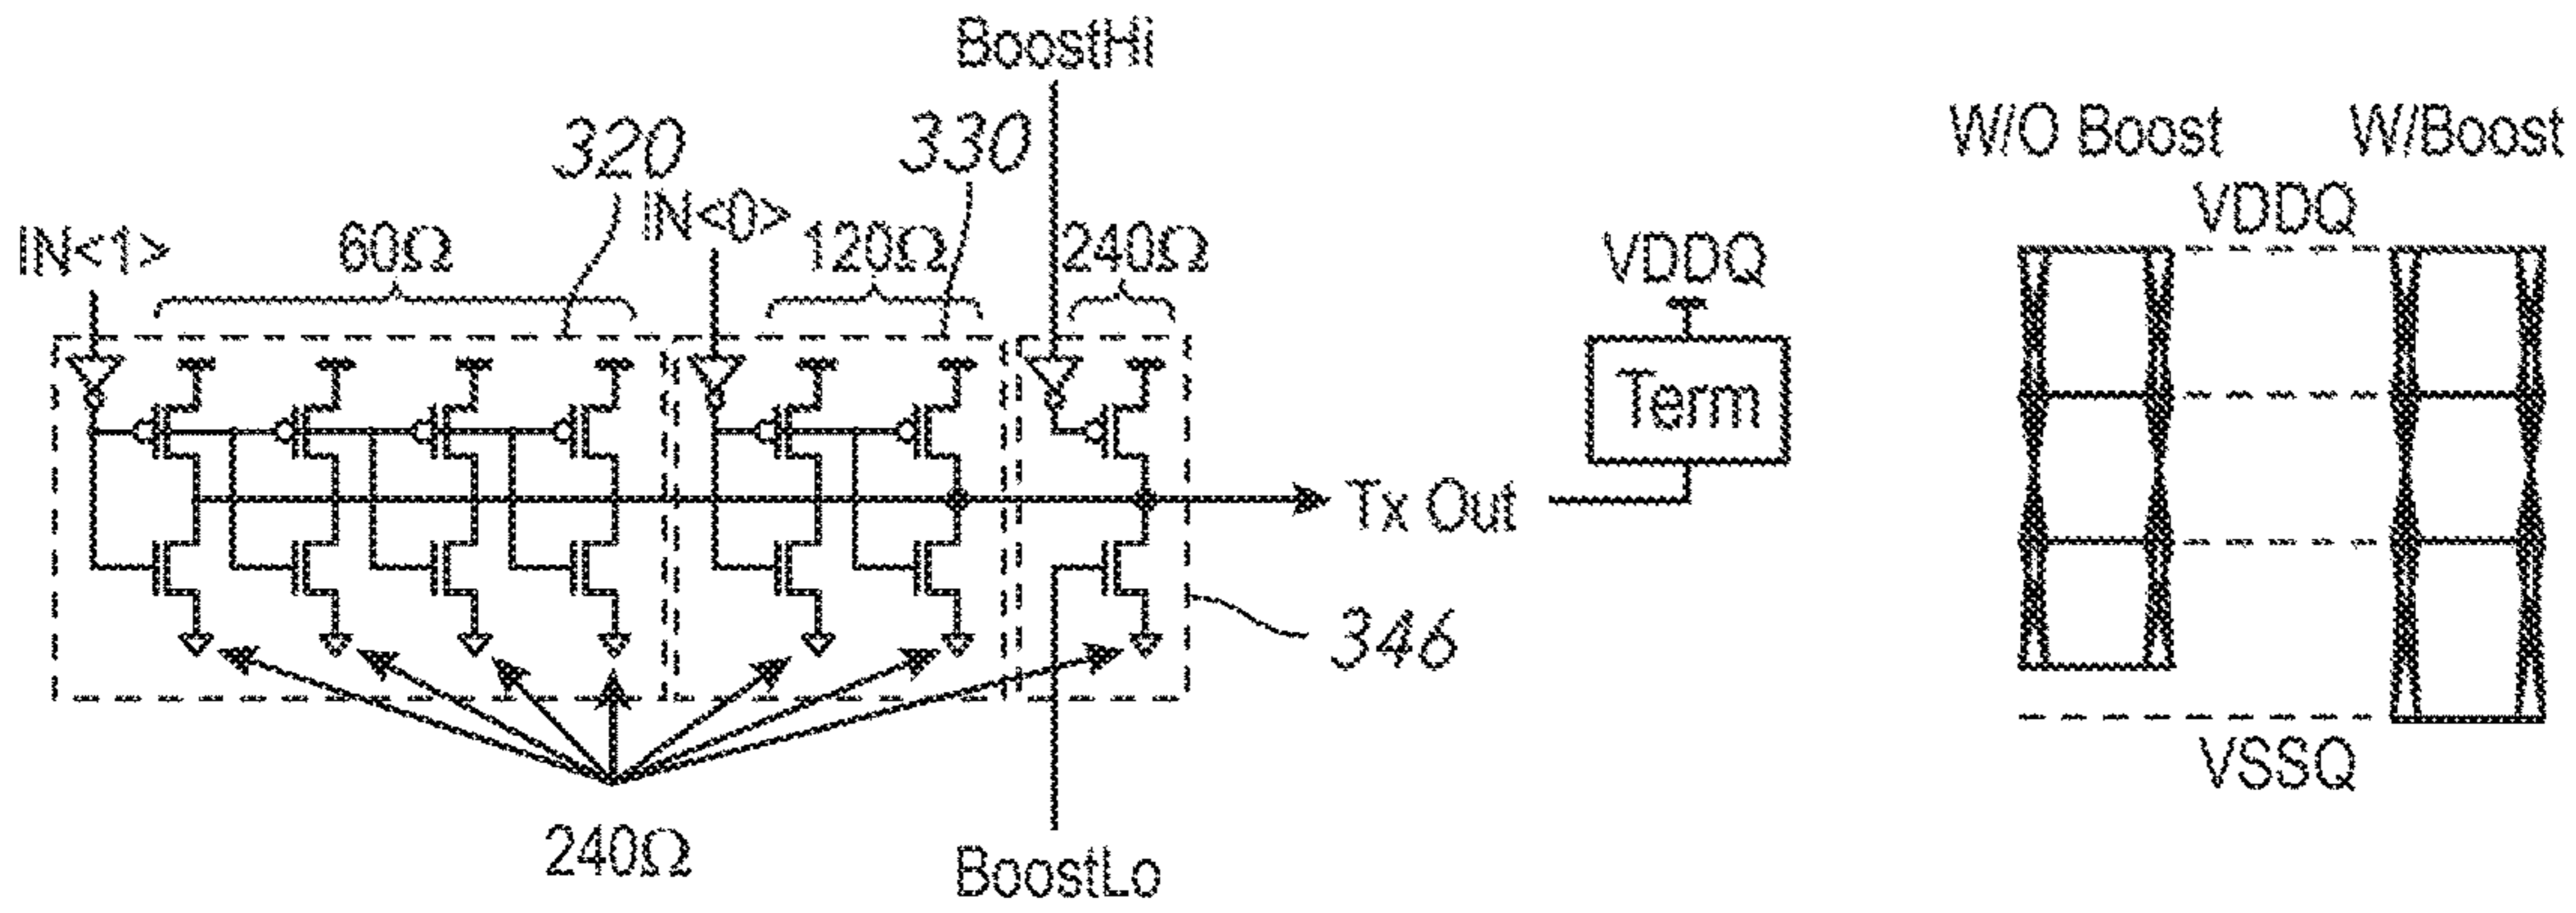 BoostHi
W/O Boost W/Boost
320 330
IN<1> 60Ω IN<0> 120Ω 240Ω VDDQ VDDQ
Term
Tx Out
346
VSSQ
240Ω BoostLo